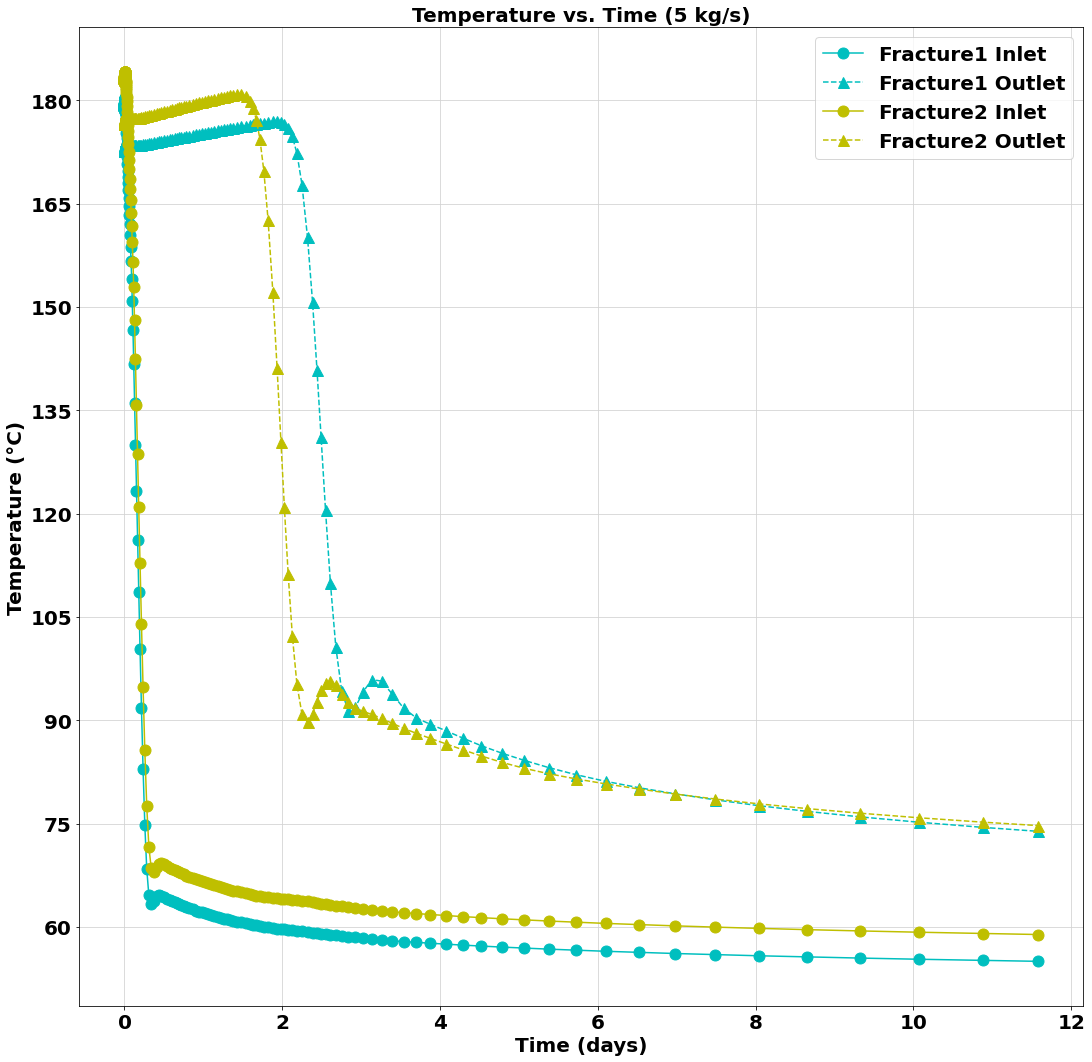 Temperature vs. Time (5 kg/s)
Fracture1 Inlet
Fracture1 Outlet
Fracture2 Inlet
Fracture2 Outlet
Temperature (°C)
180
165
150
135
120
105
90
75
60
0 2 4 6 8 10 12
Time (days)